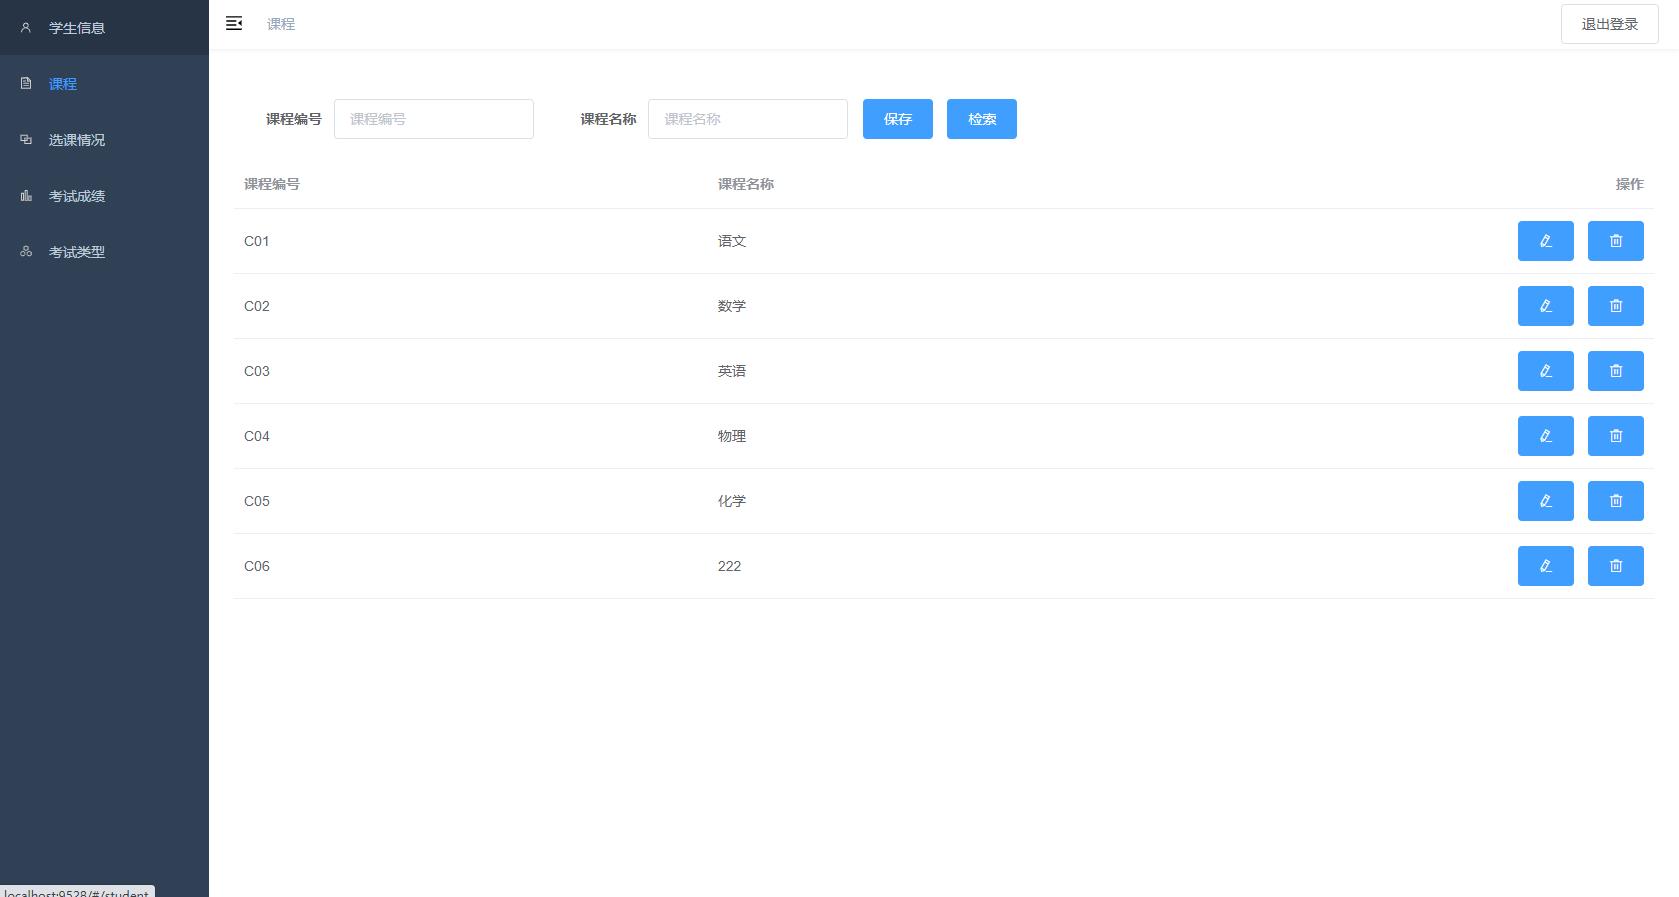 学生信息
课程
选课情况
考试成绩
考试类型
课程
退出登录
课程编号 课程编号 课程名称 课程名称 保存 检索
课程编号 课程名称 操作
C01 语文
C02 数学
C03 英语
C04 物理
C05 化学
C06 222
localhost:9528/#/student